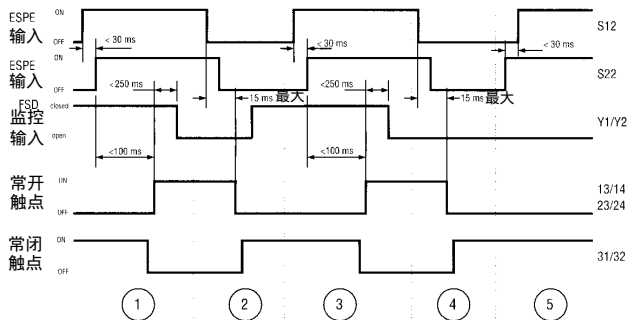 ESPE
输入
ON
OFF
< 30 ms
< 30 ms
< 30 ms
S12
ESPE
输入
ON
OFF
<250 ms
15 ms 最大
<250 ms
15 ms 最大
S22
FSD
监控
输入
closed
open
<100 ms
<100 ms
Y1/Y2
常开
触点
ON
OFF
13/14
23/24
常闭
触点
ON
OFF
31/32
1
2
3
4
5